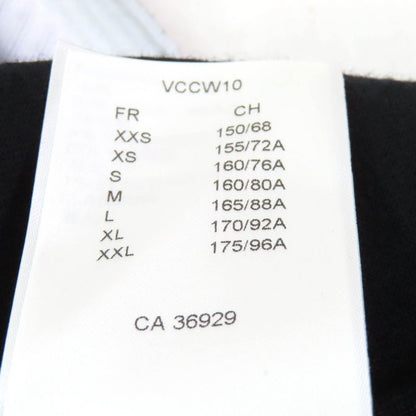 VCCW10
FR CH
XXS 150/68
XS 155/72A
S 160/76A
M 160/80A
L 165/88A
XL 170/92A
XXL 175/96A
CA 36929